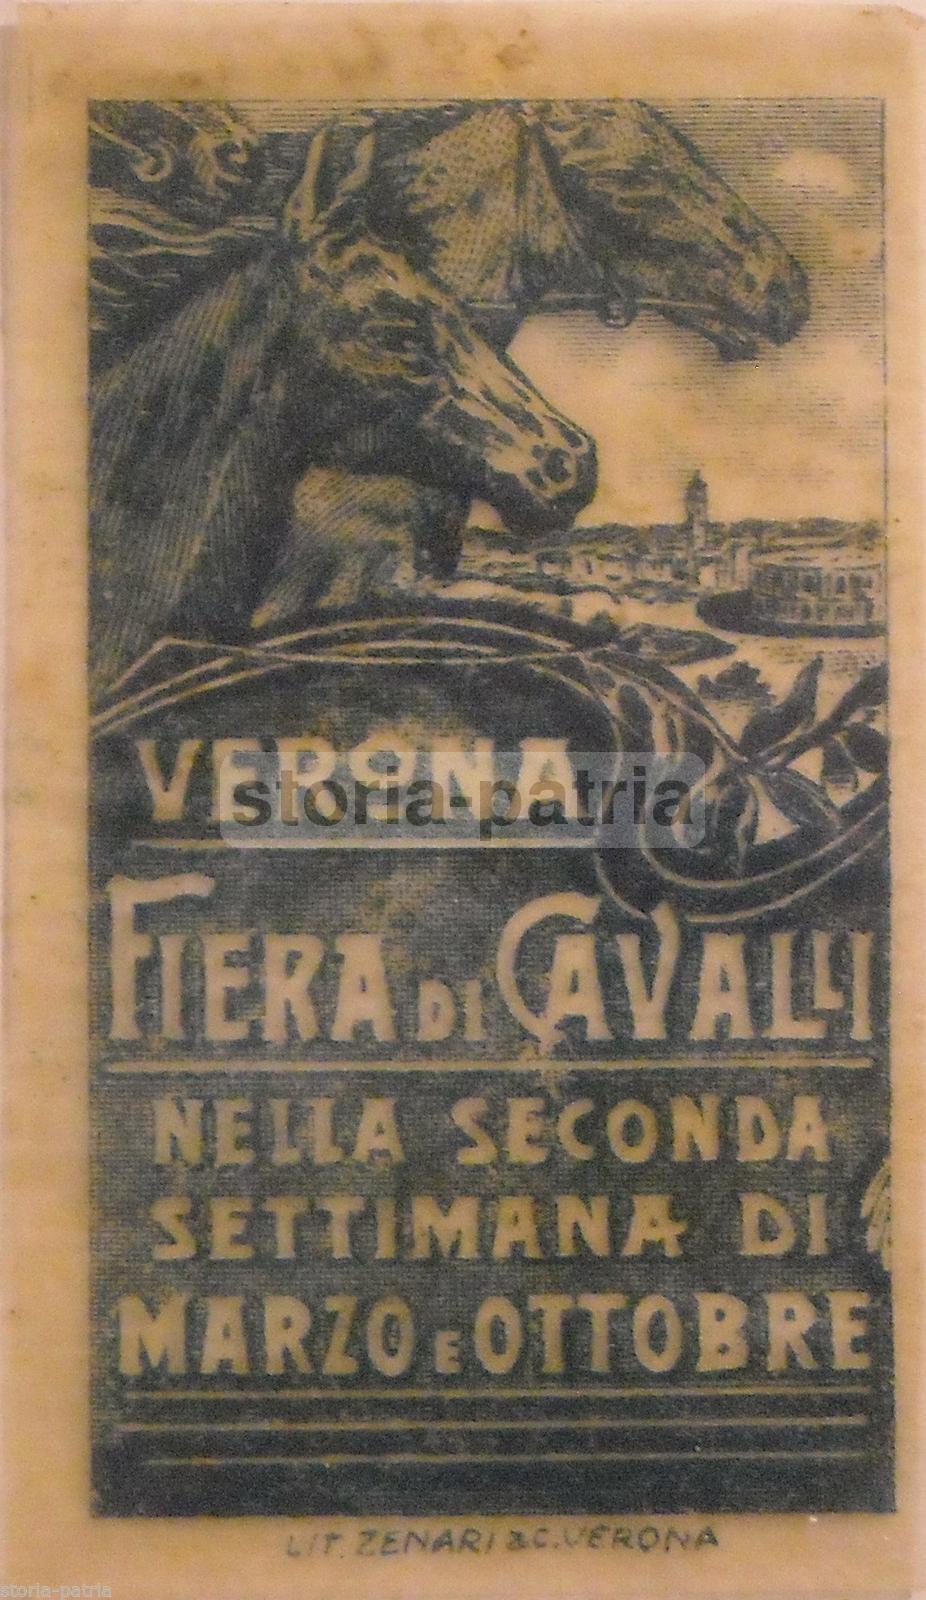 VERONA
storia-patria
FIERA DI CAVALLI
NELLA SECONDA
SETTIMANA DI
MARZO E OTTOBRE
LIT. ZENARI & C. VERONA
storia-patria